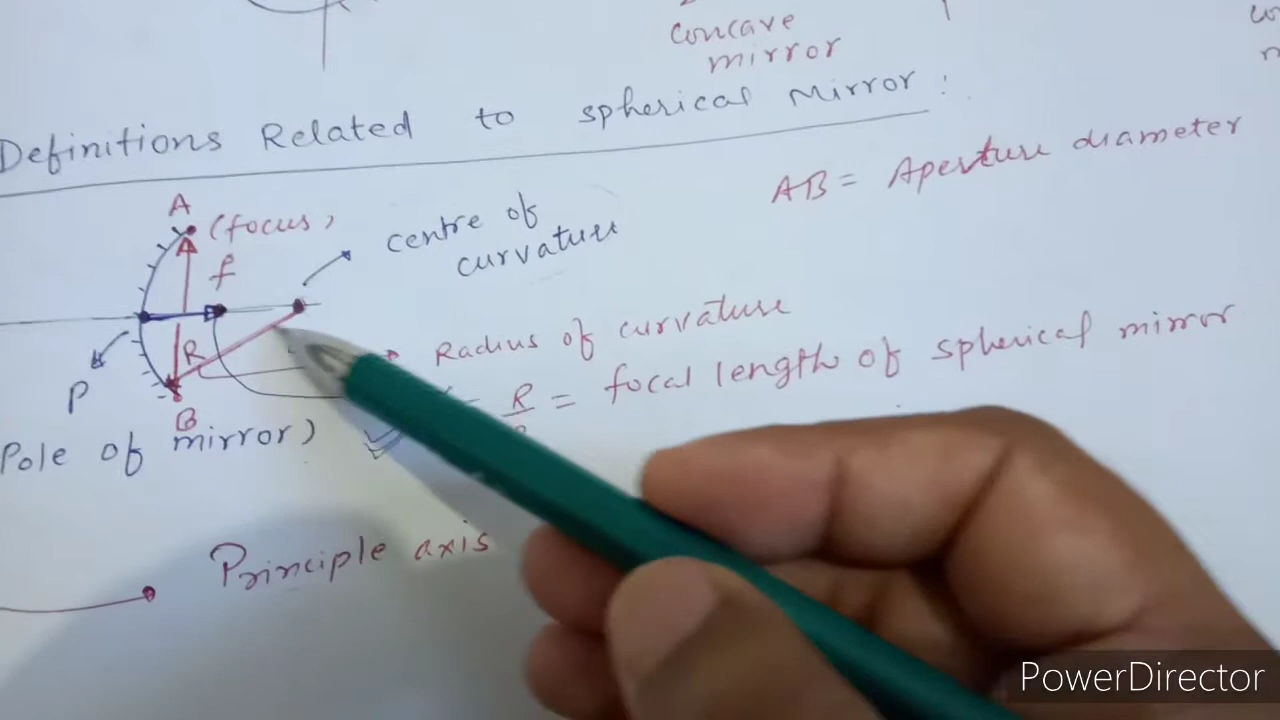 concave
mirror
Definitions Related to spherical Mirror :
AB = Aperture diameter
A
(focus,
f
centre of
curvature
R
Radius of curvature
P
B
R = focal length of spherical mirror
(Pole of mirror)
Principle axis
PowerDirector